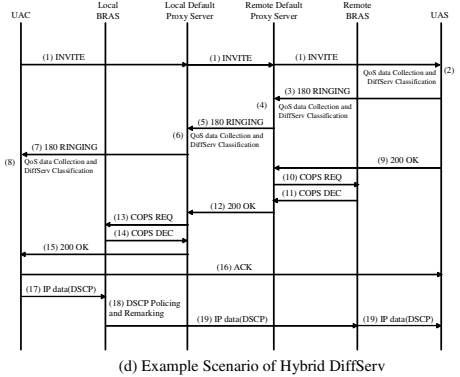 UAC
Local
BRAS
Local Default
Proxy Server
Remote Default
Proxy Server
Remote
BRAS
UAS
(1) INVITE
(1) INVITE
(1) INVITE
QoS data Collection and
DiffServ Classification
(2)
(3) 180 RINGING
(4)
QoS data Collection and
DiffServ Classification
(5) 180 RINGING
(6)
QoS data Collection and
DiffServ Classification
(7) 180 RINGING
(8)
QoS data Collection and
DiffServ Classification
(9) 200 OK
(10) COPS REQ
(11) COPS DEC
(12) 200 OK
(13) COPS REQ
(14) COPS DEC
(15) 200 OK
(16) ACK
(17) IP data(DSCP)
(18) DSCP Policing
and Remarking
(19) IP data(DSCP)
(19) IP data(DSCP)
(d) Example Scenario of Hybrid DiffServ